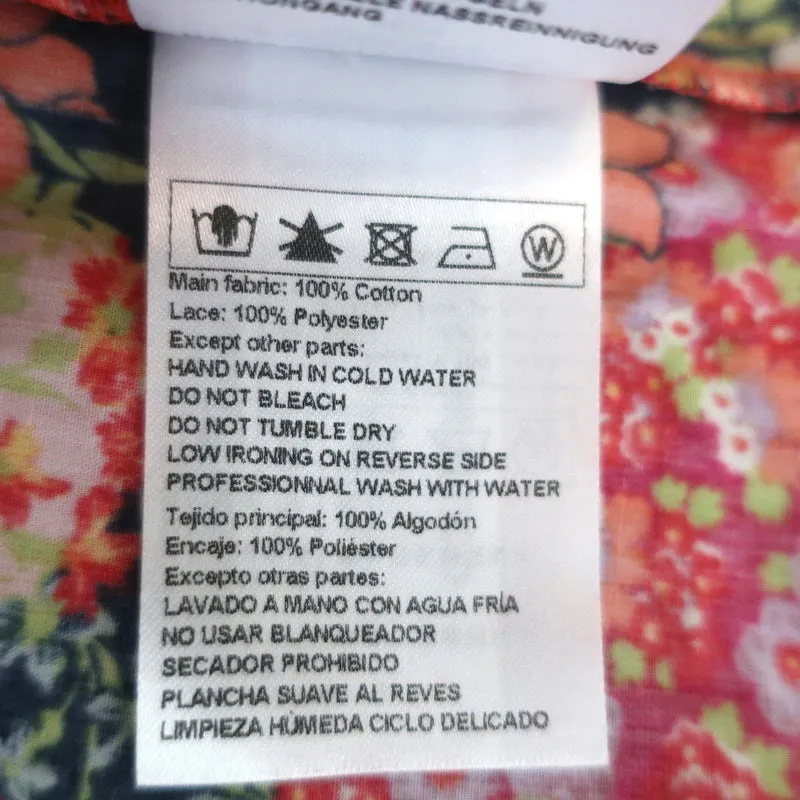 NASSREINNIGUNG
W
Main fabric: 100% Cotton
Lace: 100% Polyester
Except other parts:
HAND WASH IN COLD WATER
DO NOT BLEACH
DO NOT TUMBLE DRY
LOW IRONING ON REVERSE SIDE
PROFESSIONNAL WASH WITH WATER
Tejido principal: 100% Algodón
Encaje: 100% Poliéster
Excepto otras partes:
LAVADO A MANO CON AGUA FRÍA
NO USAR BLANQUEADOR
SECADOR PROHIBIDO
PLANCHA SUAVE AL REVES
LIMPIEZA HÚMEDA CICLO DELICADO